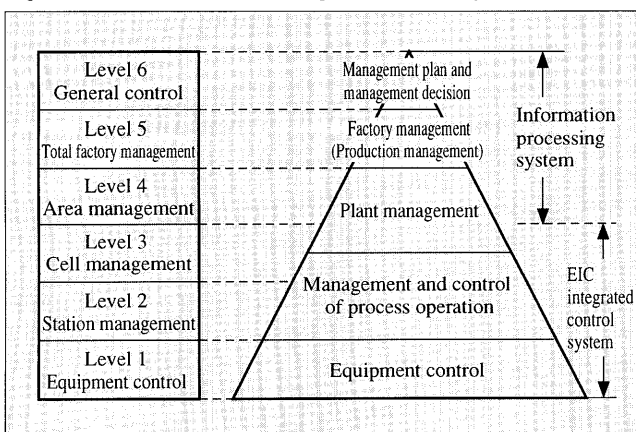 Level 6
General control
Level 5
Total factory management
Level 4
Area management
Level 3
Cell management
Level 2
Station management
Level 1
Equipment control
Management plan and
management decision
Factory management
(Production management)
Plant management
Management and control
of process operation
Equipment control
Information
processing
system
EIC
integrated
control
system